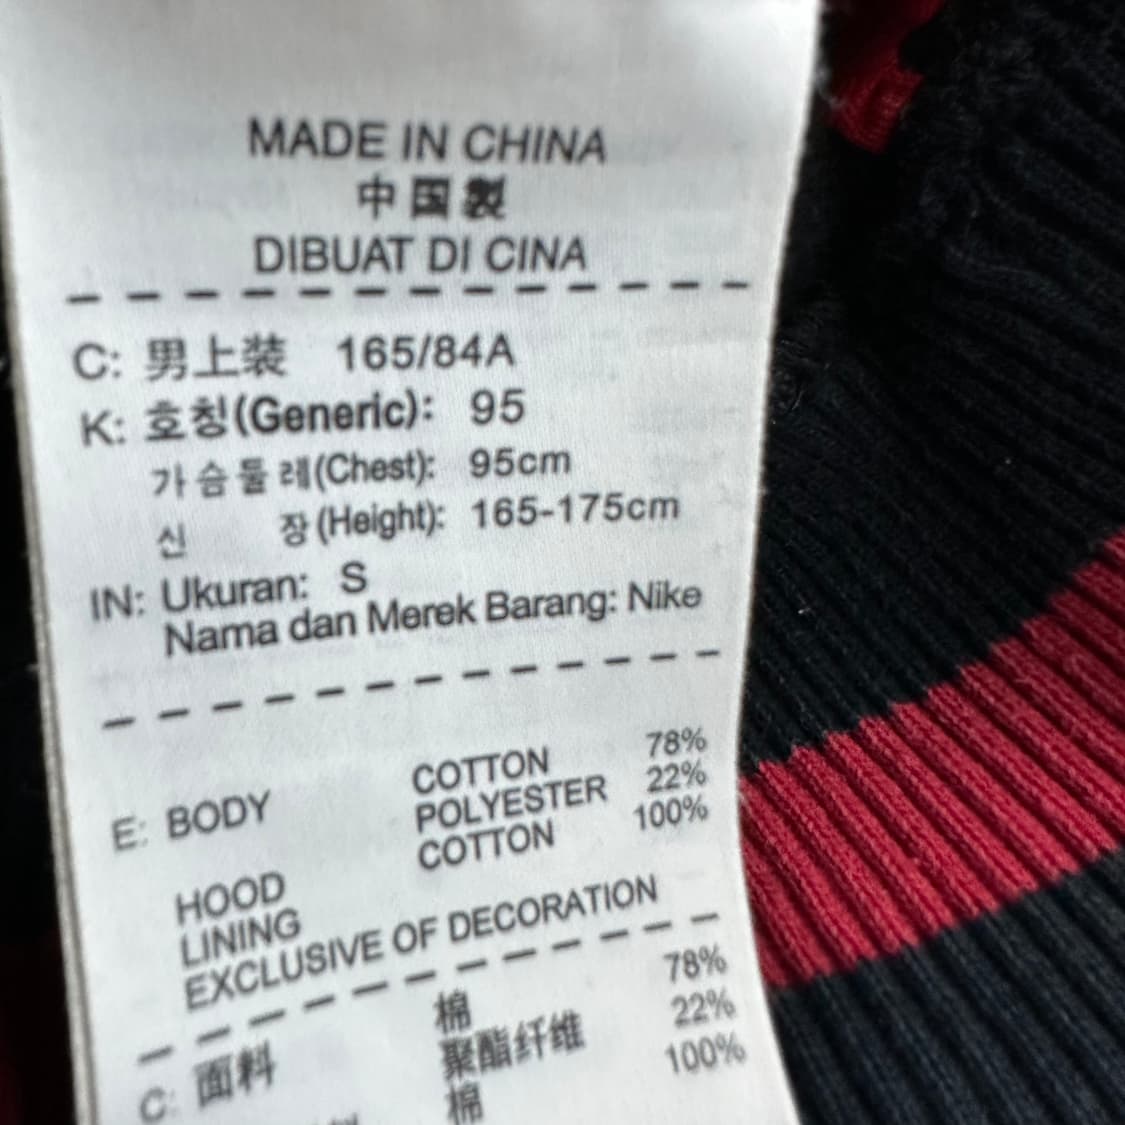 MADE IN CHINA
中国製
DIBUAT DI CINA
C: 男上装 165/84A
K: 호칭(Generic): 95
가슴둘레(Chest): 95cm
신 장(Height): 165-175cm
IN: Ukuran: S
Nama dan Merek Barang: Nike
E: BODY COTTON 78%
POLYESTER 22%
COTTON 100%
HOOD
LINING
EXCLUSIVE OF DECORATION
C: 面料 棉 78%
聚酯纤维 22%
棉 100%